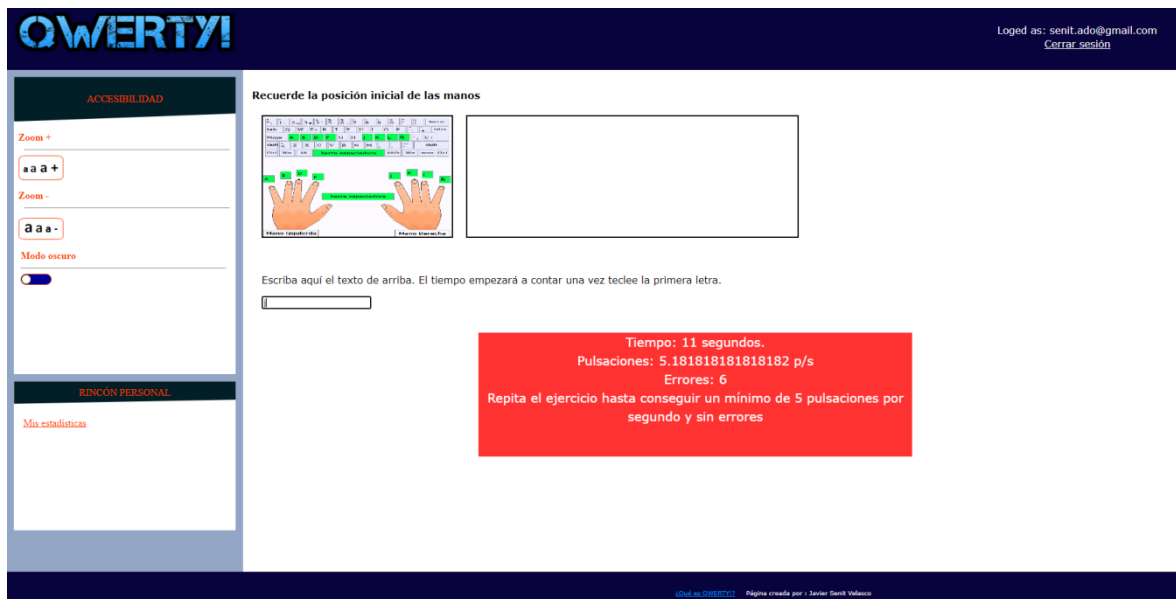 QWERTY!
Loged as: senit.ado@gmail.com
Cerrar sesión
ACCESIBILIDAD
Zoom +
a a a +
Zoom -
a a a -
Modo oscuro
RINCÓN PERSONAL
Mis estadísticas
Recuerde la posición inicial de las manos
barra espaciadora
barra espaciadora
Mano Izquierda
Mano Derecha
Escriba aquí el texto de arriba. El tiempo empezará a contar una vez teclee la primera letra.
Tiempo: 11 segundos.
Pulsaciones: 5.181818181818182 p/s
Errores: 6
Repita el ejercicio hasta conseguir un mínimo de 5 pulsaciones por
segundo y sin errores
¿Qué es QWERTY!? Página creada por : Javier Senit Velasco